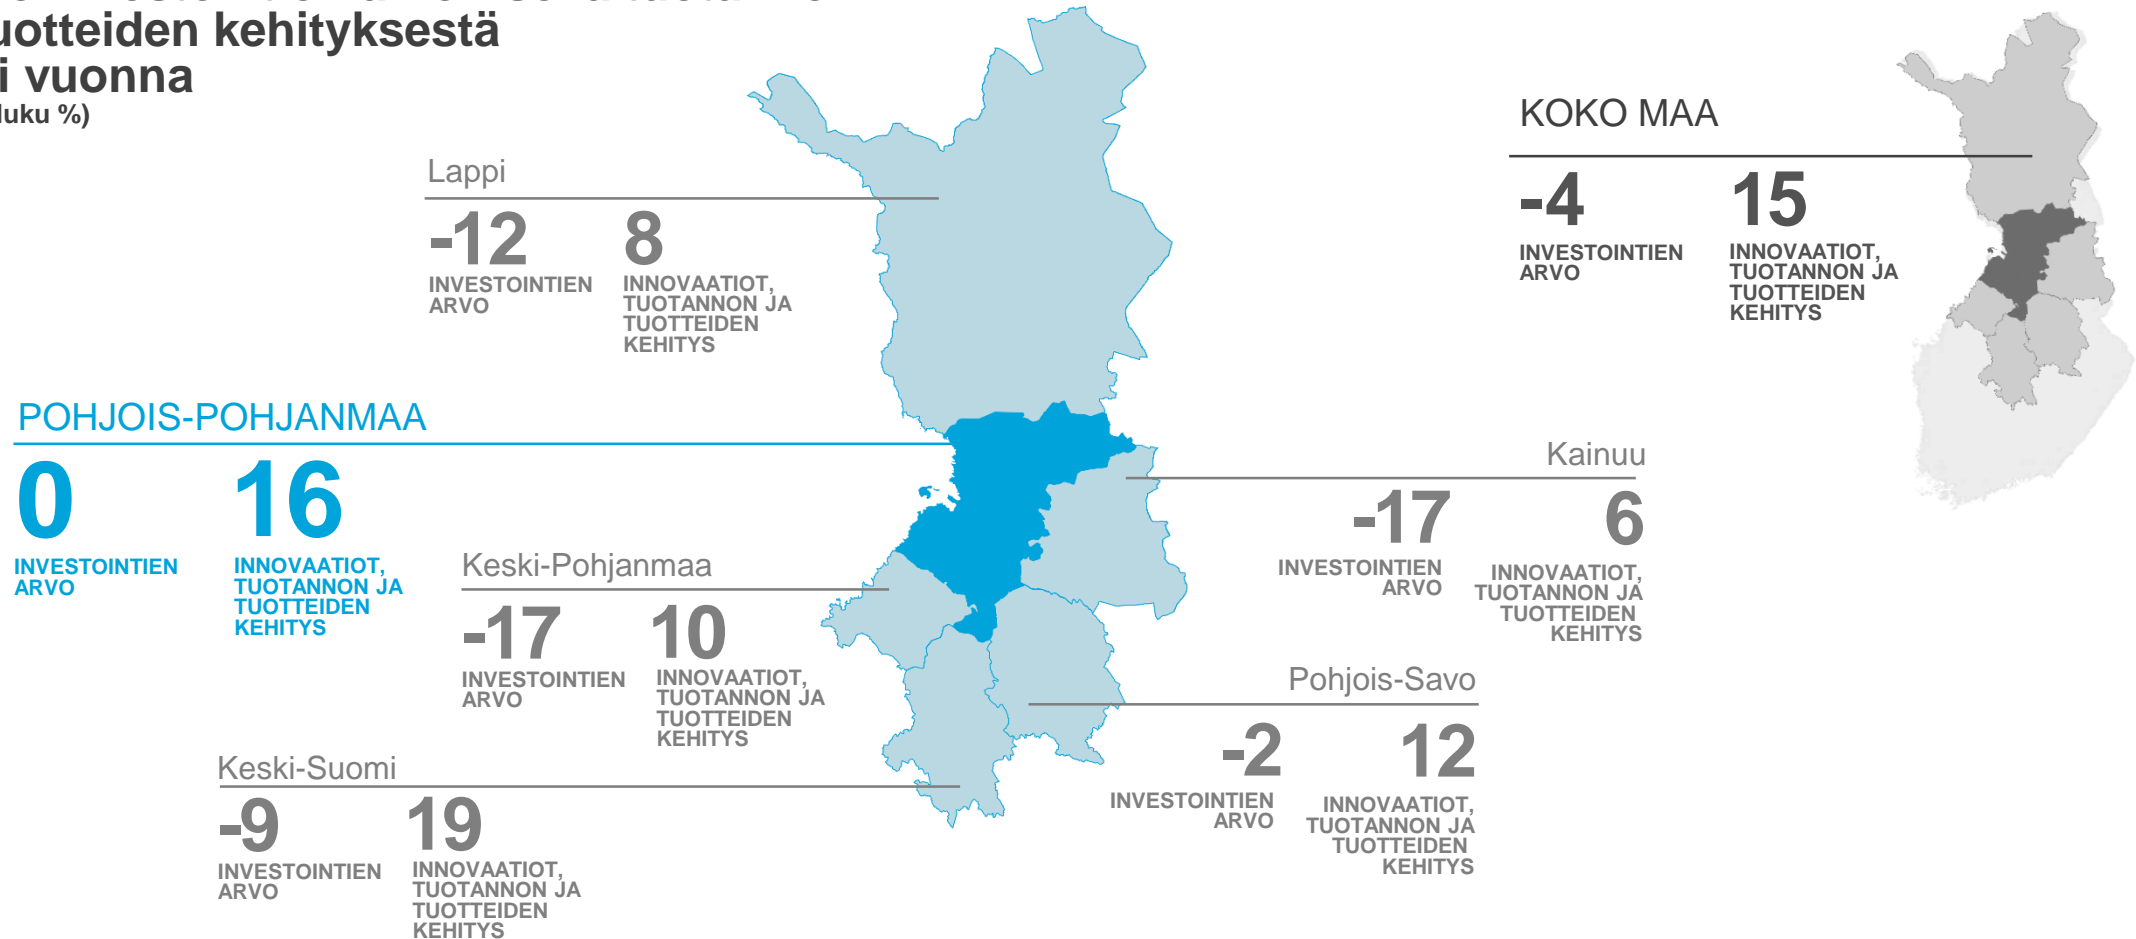 uotteiden kehityksestä
i vuonna
luku %)
KOKO MAA
-4 15
INVESTOINTIEN
ARVO
INNOVAATIOT,
TUOTANNON JA
TUOTTEIDEN
KEHITYS
Lappi
-12 8
INVESTOINTIEN
ARVO
INNOVAATIOT,
TUOTANNON JA
TUOTTEIDEN
KEHITYS
POHJOIS-POHJANMAA
0 16
INVESTOINTIEN
ARVO
INNOVAATIOT,
TUOTANNON JA
TUOTTEIDEN
KEHITYS
Kainuu
-17 6
INVESTOINTIEN
ARVO
INNOVAATIOT,
TUOTANNON JA
TUOTTEIDEN
KEHITYS
Keski-Pohjanmaa
-17 10
INVESTOINTIEN
ARVO
INNOVAATIOT,
TUOTANNON JA
TUOTTEIDEN
KEHITYS
Pohjois-Savo
-2 12
INVESTOINTIEN
ARVO
INNOVAATIOT,
TUOTANNON JA
TUOTTEIDEN
KEHITYS
Keski-Suomi
-9 19
INVESTOINTIEN
ARVO
INNOVAATIOT,
TUOTANNON JA
TUOTTEIDEN
KEHITYS